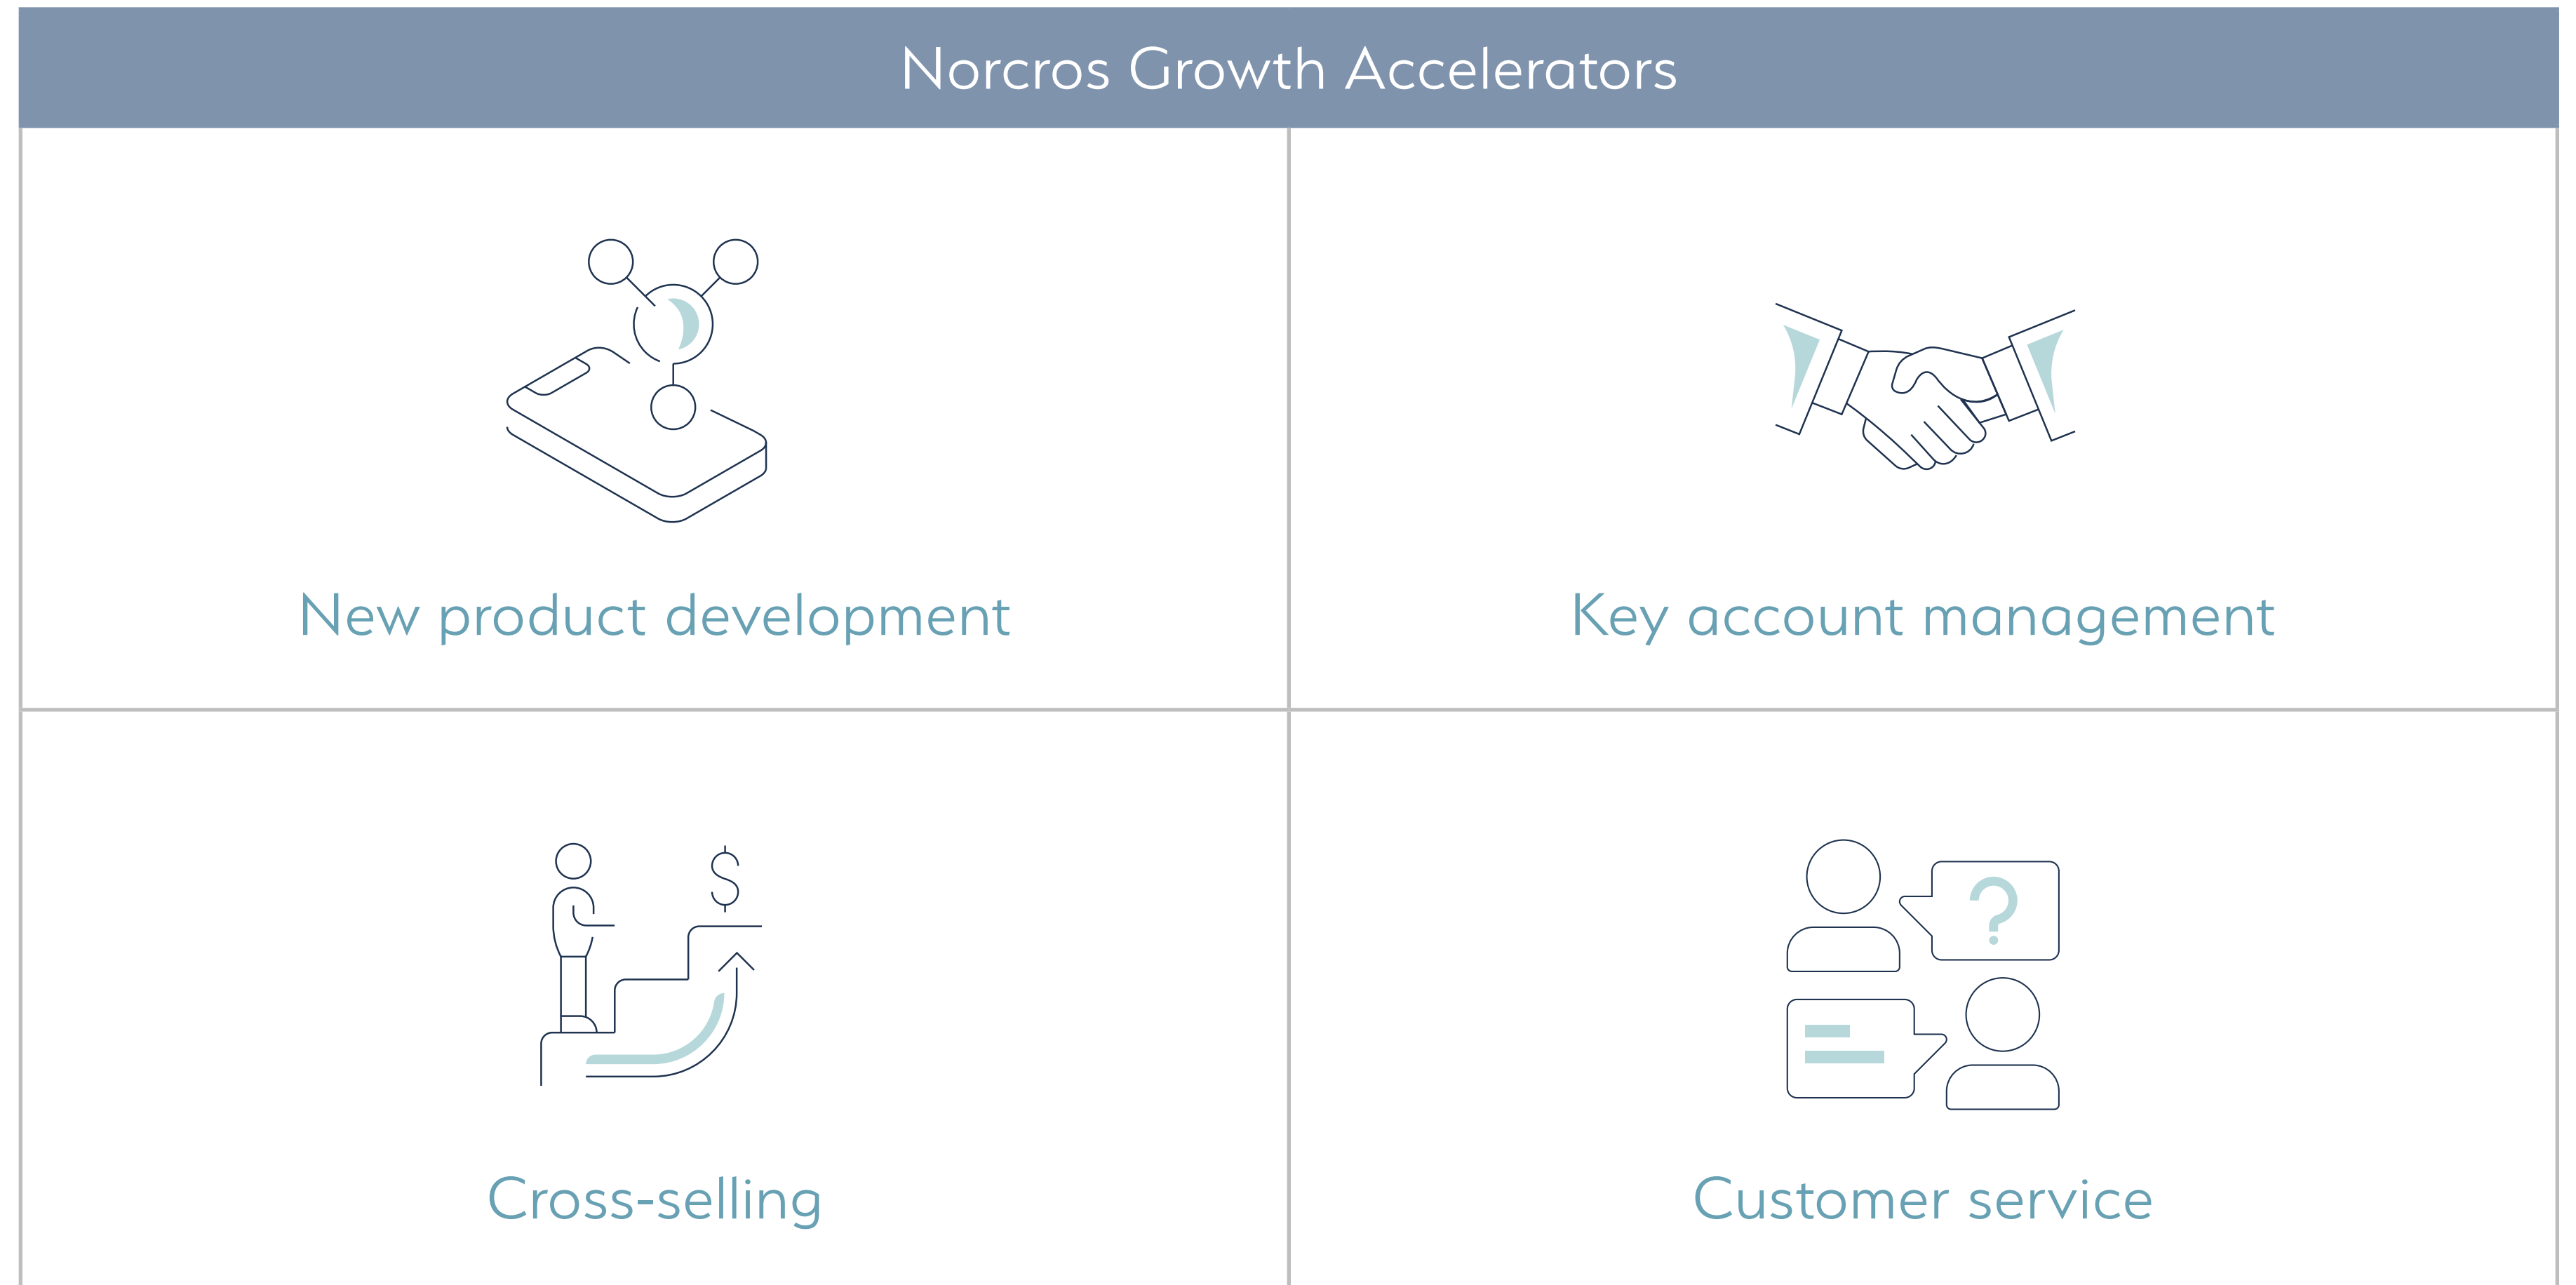 Norcros Growth Accelerators
New product development
Key account management
$
?
Cross-selling
Customer service